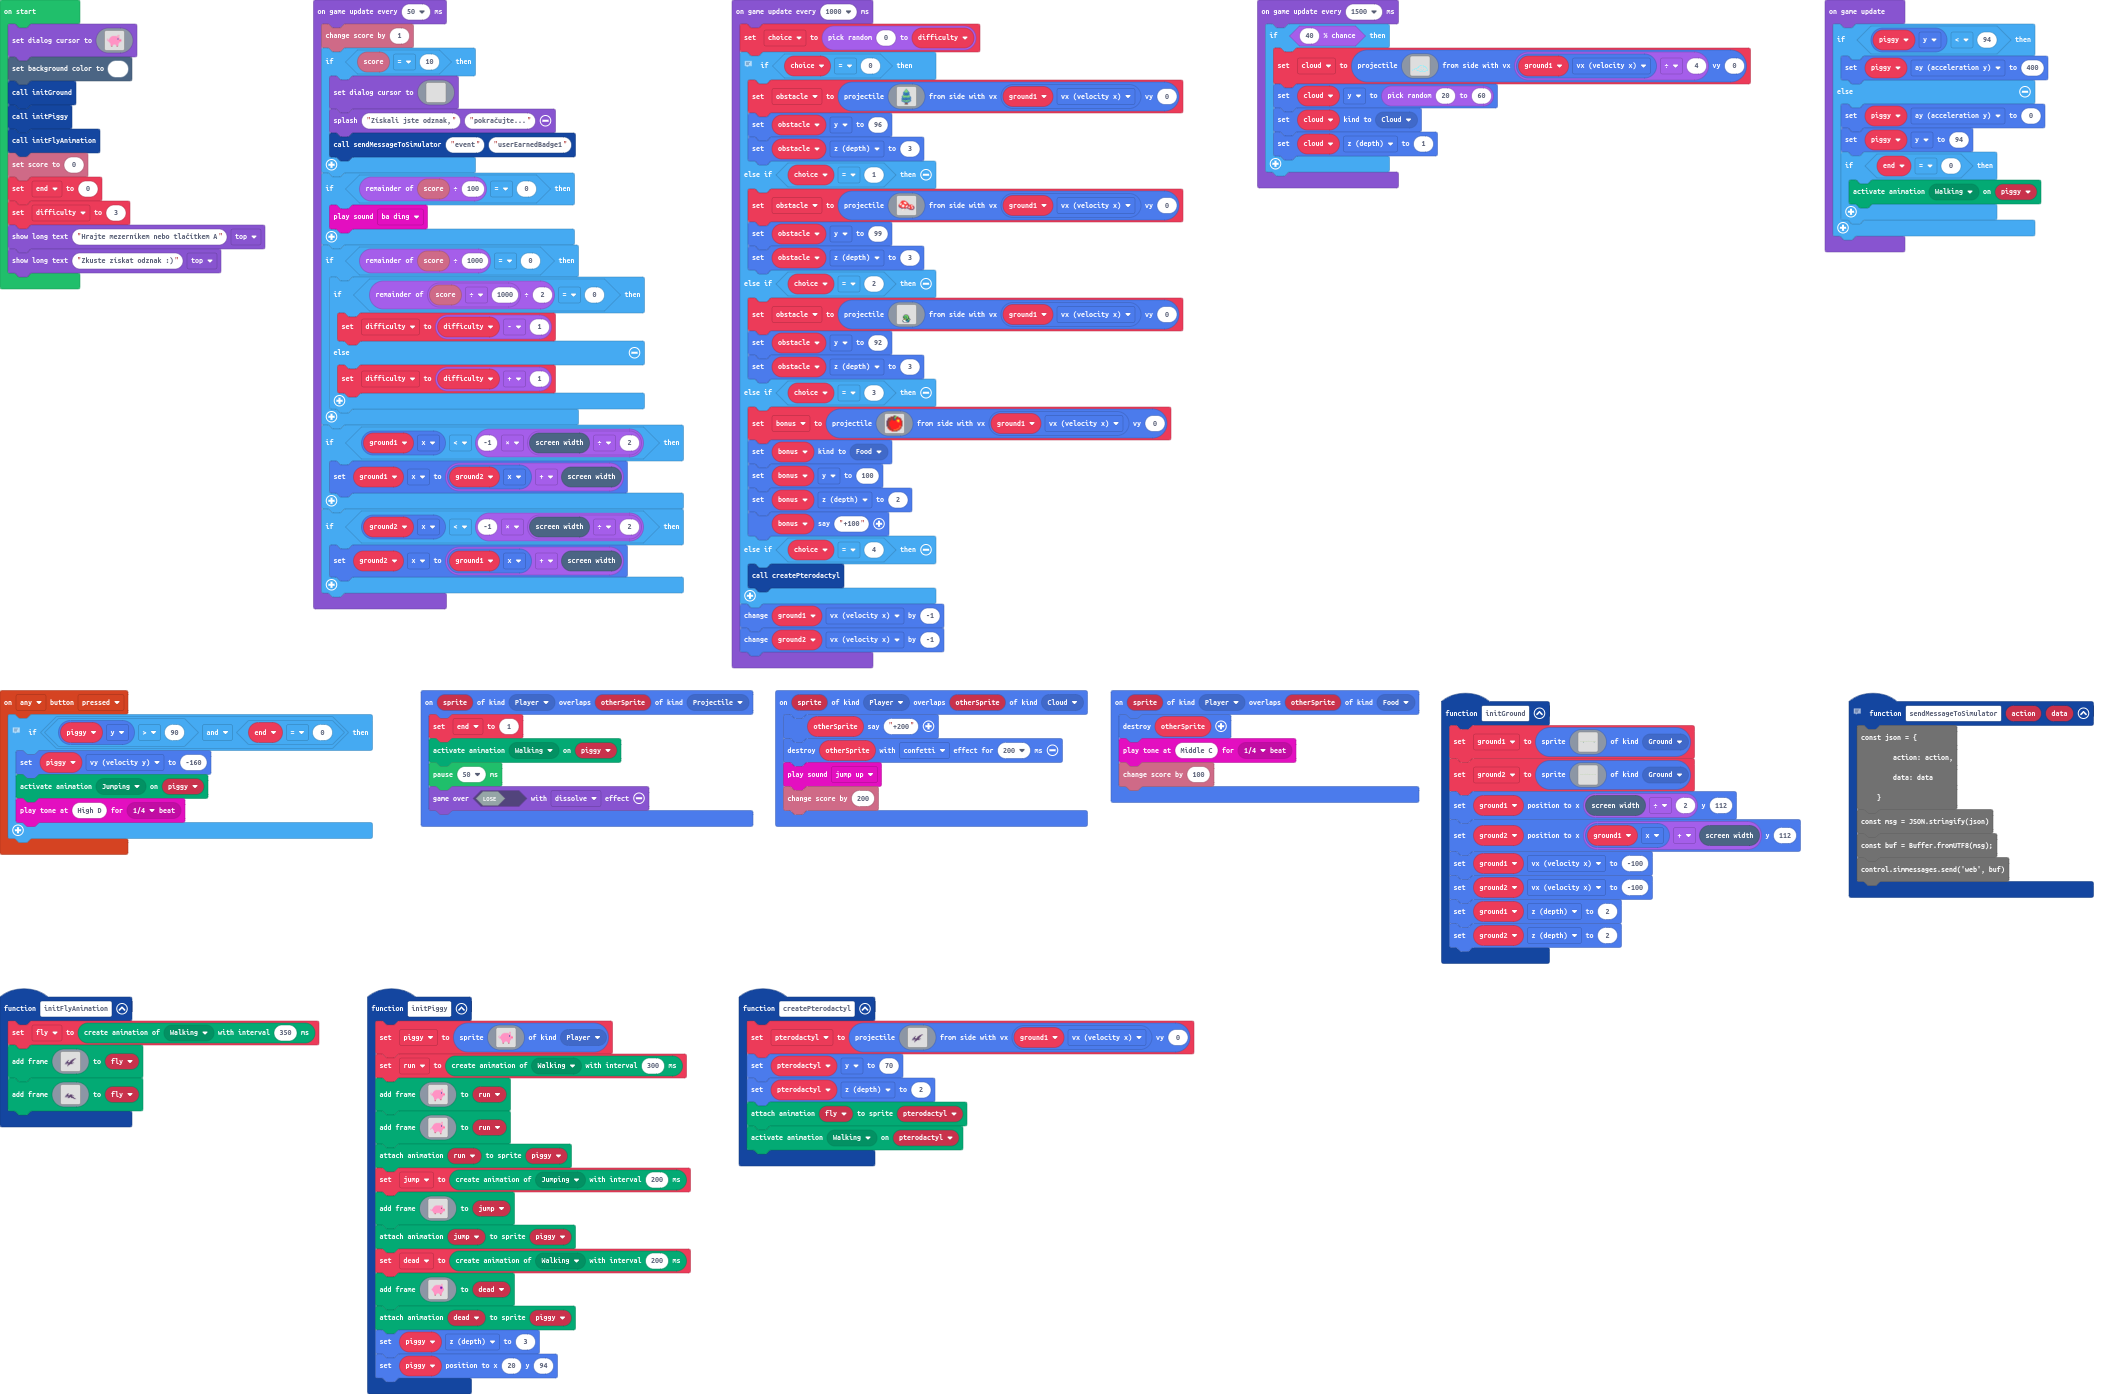 on start
set dialog cursor to
set background color to
call initGround
call initPiggy
call initFlyAnimation
set score to 0
set end to 0
set difficulty to 3
show long text "Hrajte mezerníkem nebo tlačítkem A" top
show long text "Zkuste získat odznak :)" top
on game update every 50 ms
change score by 1
if score = 10 then
set dialog cursor to
splash "Získali jste odznak," "pokračujte..."
call sendMessageToSimulator "event" "userEarnedBadge1"
if remainder of score ÷ 100 = 0 then
play sound ba ding
if remainder of score ÷ 1000 = 0 then
if remainder of score ÷ 1000 ÷ 2 = 0 then
set difficulty to difficulty - 1
else
set difficulty to difficulty + 1
if ground1 x < -1 × screen width ÷ 2 then
set ground1 x to ground2 x + screen width
if ground2 x < -1 × screen width ÷ 2 then
set ground2 x to ground1 x + screen width
on game update every 1000 ms
set choice to pick random 0 to difficulty
if choice = 0 then
set obstacle to projectile from side with vx ground1 vx (velocity x) vy 0
set obstacle y to 96
set obstacle z (depth) to 3
else if choice = 1 then
set obstacle to projectile from side with vx ground1 vx (velocity x) vy 0
set obstacle y to 99
set obstacle z (depth) to 3
else if choice = 2 then
set obstacle to projectile from side with vx ground1 vx (velocity x) vy 0
set obstacle y to 92
set obstacle z (depth) to 3
else if choice = 3 then
set bonus to projectile from side with vx ground1 vx (velocity x) vy 0
set bonus kind to Food
set bonus y to 100
set bonus z (depth) to 2
bonus say "+100"
else if choice = 4 then
call createPterodactyl
change ground1 vx (velocity x) by -1
change ground2 vx (velocity x) by -1
on game update every 1500 ms
if 40 % chance then
set cloud to projectile from side with vx ground1 vx (velocity x) ÷ 4 vy 0
set cloud y to pick random 20 to 60
set cloud kind to Cloud
set cloud z (depth) to 1
on game update
if piggy y < 94 then
set piggy ay (acceleration y) to 400
else
set piggy ay (acceleration y) to 0
set piggy y to 94
if end = 0 then
activate animation Walking on piggy
on any button pressed
if piggy y > 90 and end = 0 then
set piggy vy (velocity y) to -160
activate animation Jumping on piggy
play tone at High D for 1/4 beat
on sprite of kind Player overlaps otherSprite of kind Projectile
set end to 1
activate animation Walking on piggy
pause 50 ms
game over LOSE with dissolve effect
on sprite of kind Player overlaps otherSprite of kind Cloud
otherSprite say "+200"
destroy otherSprite with confetti effect for 200 ms
play sound jump up
change score by 200
on sprite of kind Player overlaps otherSprite of kind Food
destroy otherSprite
play tone at Middle C for 1/4 beat
change score by 100
function initGround
set ground1 to sprite of kind Ground
set ground2 to sprite of kind Ground
set ground1 position to x screen width ÷ 2 y 112
set ground2 position to x ground1 x + screen width y 112
set ground1 vx (velocity x) to -100
set ground2 vx (velocity x) to -100
set ground1 z (depth) to 2
set ground2 z (depth) to 2
function sendMessageToSimulator action data
const json = {
action: action,
data: data
}
const msg = JSON.stringify(json)
const buf = Buffer.fromUTF8(msg);
control.simmessages.send('web', buf)
function initFlyAnimation
set fly to create animation of Walking with interval 350 ms
add frame to fly
add frame to fly
function initPiggy
set piggy to sprite of kind Player
set run to create animation of Walking with interval 300 ms
add frame to run
add frame to run
attach animation run to sprite piggy
set jump to create animation of Jumping with interval 200 ms
add frame to jump
attach animation jump to sprite piggy
set dead to create animation of Walking with interval 200 ms
add frame to dead
attach animation dead to sprite piggy
set piggy z (depth) to 3
set piggy position to x 20 y 94
function createPterodactyl
set pterodactyl to projectile from side with vx ground1 vx (velocity x) vy 0
set pterodactyl y to 70
set pterodactyl z (depth) to 2
attach animation fly to sprite pterodactyl
activate animation Walking on pterodactyl